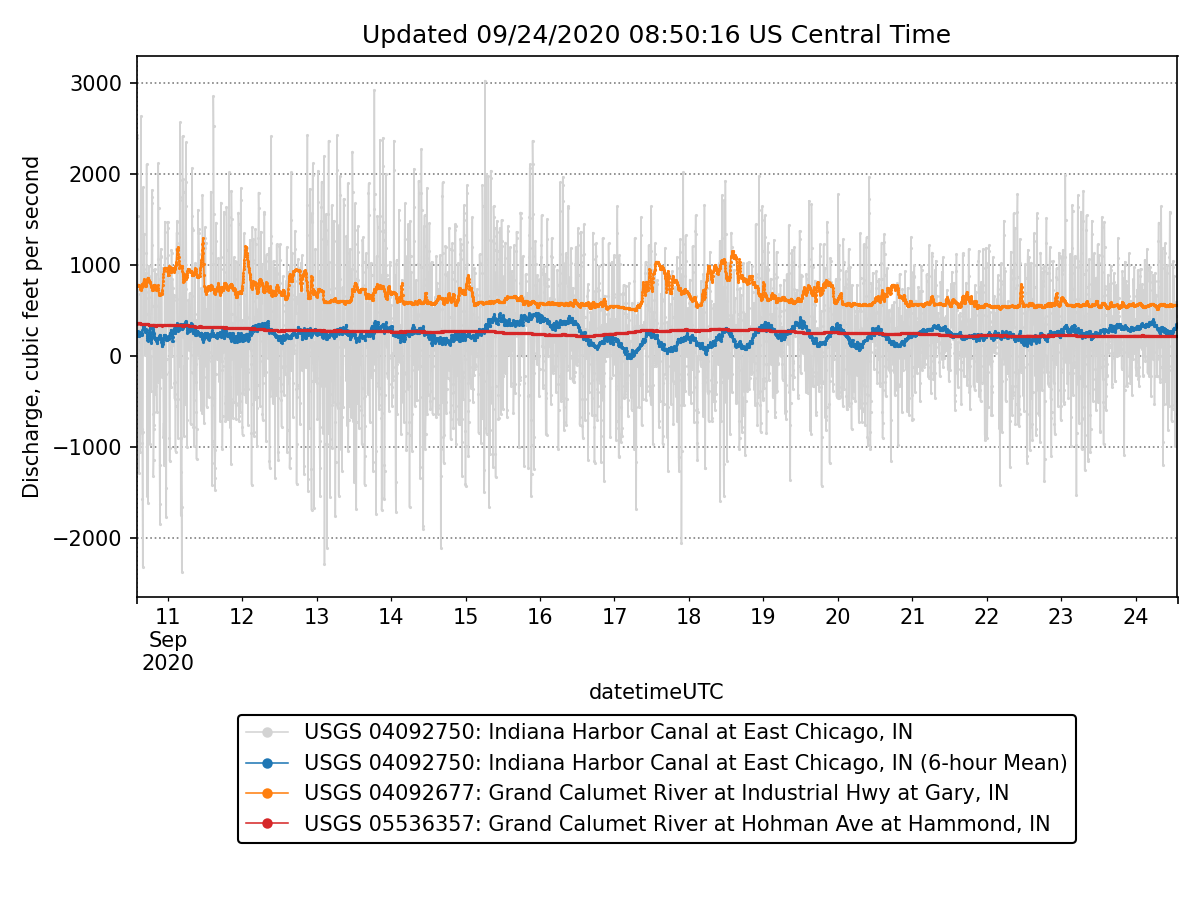 Updated 09/24/2020 08:50:16 US Central Time
Discharge, cubic feet per second
3000
2000
1000
0
−1000
−2000
11 12 13 14 15 16 17 18 19 20 21 22 23 24
Sep
2020
datetimeUTC
USGS 04092750: Indiana Harbor Canal at East Chicago, IN
USGS 04092750: Indiana Harbor Canal at East Chicago, IN (6-hour Mean)
USGS 04092677: Grand Calumet River at Industrial Hwy at Gary, IN
USGS 05536357: Grand Calumet River at Hohman Ave at Hammond, IN